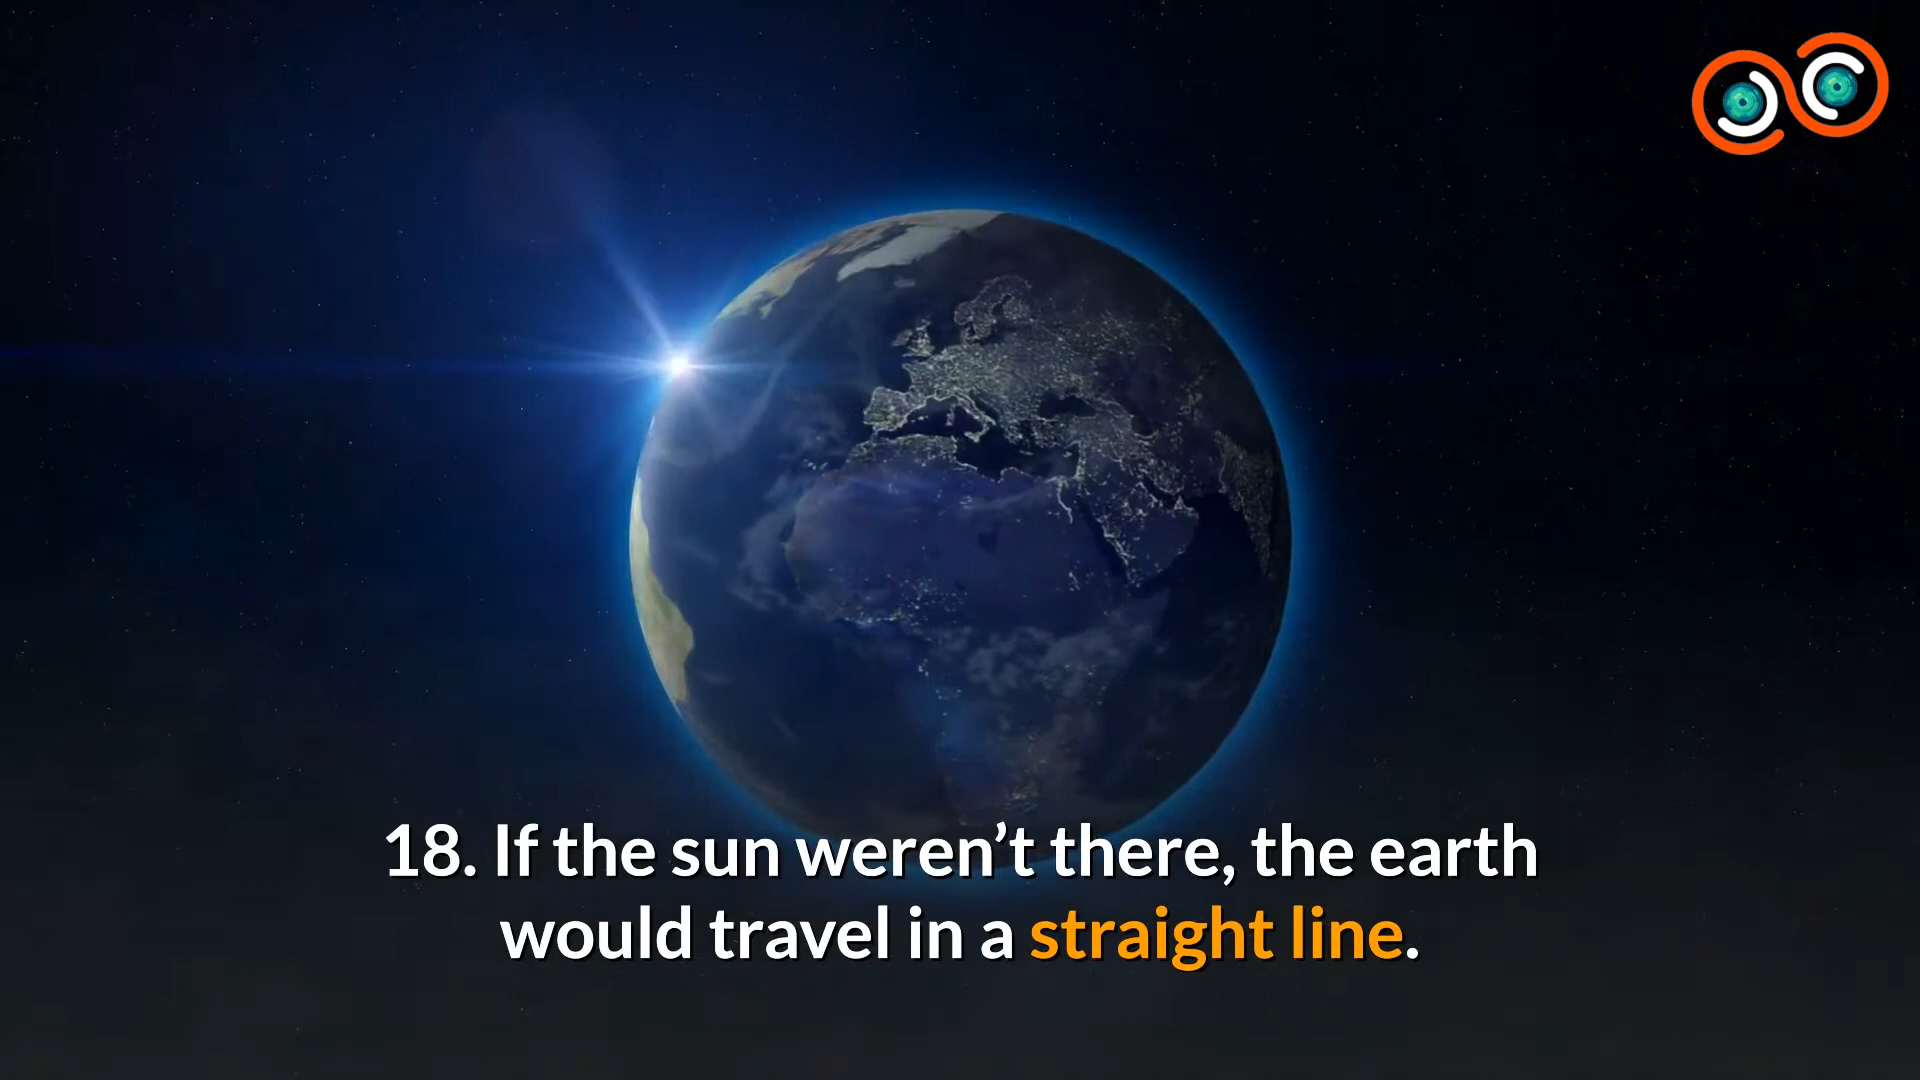 18. If the sun weren’t there, the earth
would travel in a straight line.